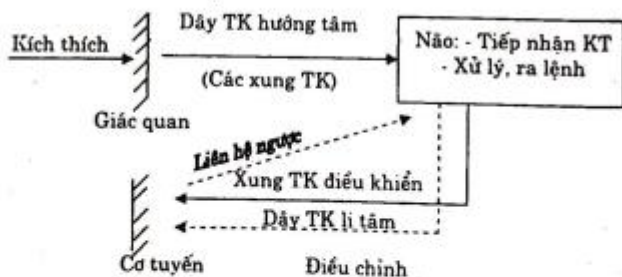 Kích thích
Dây TK hướng tâm
(Các xung TK)
Não: - Tiếp nhận KT
- Xử lý, ra lệnh
Giác quan
Liên hệ ngược
Xung TK điều khiển
Dây TK li tâm
Cơ tuyến
Điều chỉnh